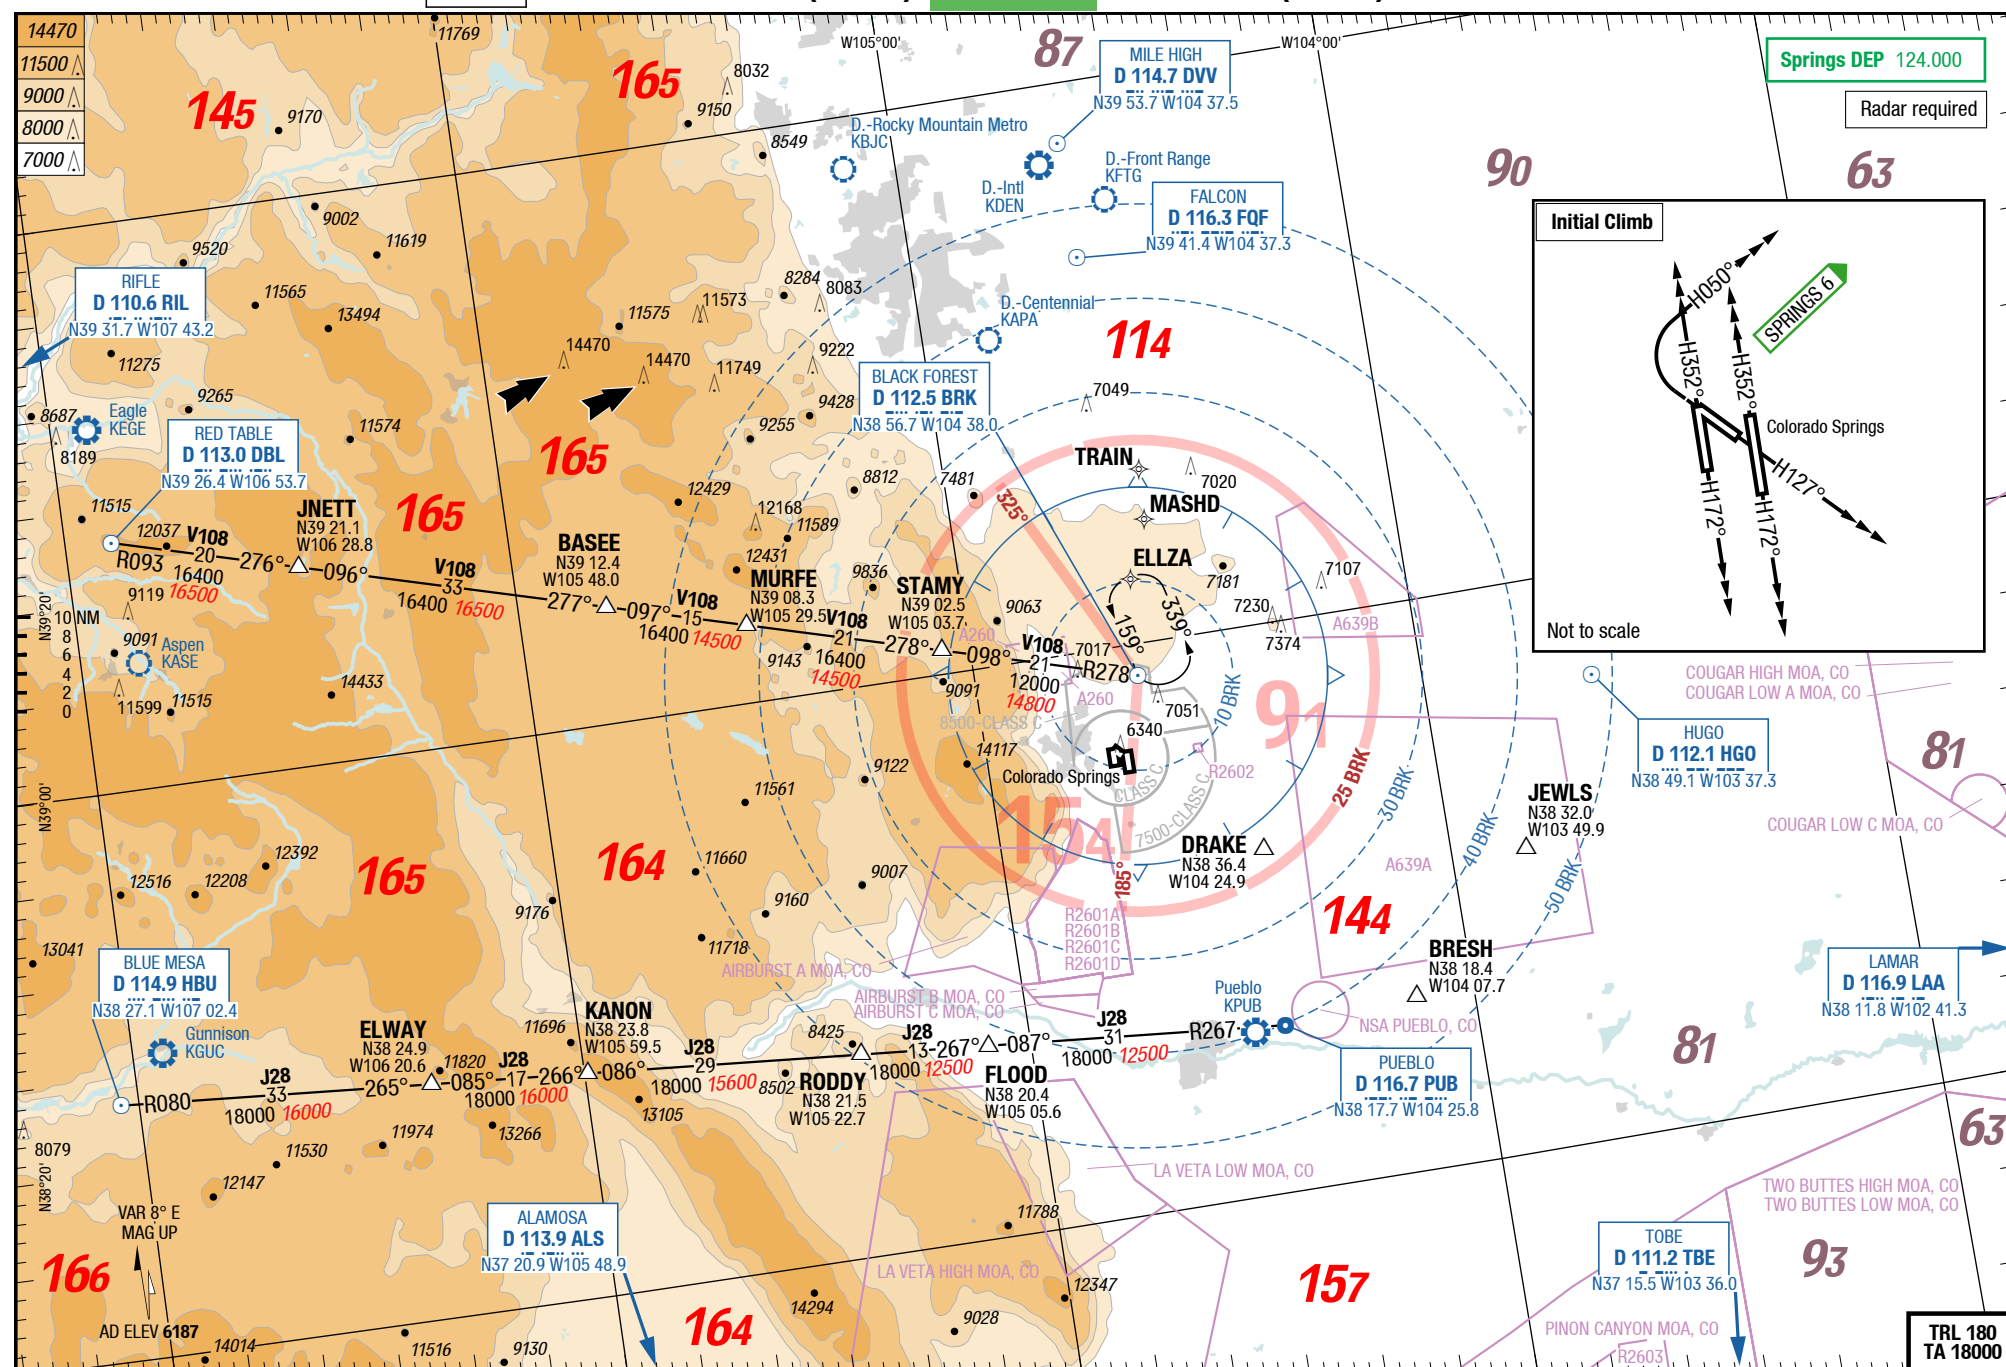 14470
11500
9000
8000
7000
11769
145
165
87
8032
9150
8549
9170
9002
11619
9520
11565
13494
W105°00'
W104°00'
MILE HIGH
D 114.7 DVV
N39 53.7 W104 37.5
Springs DEP 124.000
Radar required
D.-Rocky Mountain Metro
KBJC
D.-Front Range
KFTG
D.-Intl
KDEN
90
63
FALCON
D 116.3 FQF
N39 41.4 W104 37.3
Initial Climb
H050°
SPRINGS 6
H352°
H352°
Colorado Springs
H127°
H172°
H172°
Not to scale
RIFLE
D 110.6 RIL
N39 31.7 W107 43.2
11275
9265
8687
Eagle
KEGE
8189
11574
8284
8083
11573
11575
14470
14470
11749
9222
9428
9255
D.-Centennial
KAPA
114
BLACK FOREST
D 112.5 BRK
N38 56.7 W104 38.0
7049
RED TABLE
D 113.0 DBL
N39 26.4 W106 53.7
165
165
11515
12037
V108
R093
20
276°
16400
16500
JNETT
N39 21.1
W106 28.8
096°
V108
33
16400 16500
BASEE
N39 12.4
W105 48.0
277°
097°
V108
15
16400 14500
12429
12168
11589
12431
8812
7481
MURFE
N39 08.3
W105 29.5
9836
V108
21
16400
14500
9143
278°
STAMY
N39 02.5
W105 03.7
9063
A260
098°
V108
21
12000
14800
7017
R278
9091
A260
325°
TRAIN
7020
MASHD
ELLZA
159°
339°
7181
7107
7230
7374
A639B
7051
10 BRK
91
N39°20'
10 NM
8
6
4
2
0
9119
9091
Aspen
KASE
11599
11515
14433
8500-CLASS C
6340
Colorado Springs
CLASS C
7500-CLASS C
R2602
14117
9122
11561
154
25 BRK
30 BRK
40 BRK
50 BRK
COUGAR HIGH MOA, CO
COUGAR LOW A MOA, CO
HUGO
D 112.1 HGO
N38 49.1 W103 37.3
81
COUGAR LOW C MOA, CO
JEWLS
N38 32.0
W103 49.9
DRAKE
N38 36.4
W104 24.9
A639A
185°
N39°00'
12392
12516
12208
165
164
11660
9007
9160
9176
11718
13041
R2601A
R2601B
R2601C
R2601D
144
BRESH
N38 18.4
W104 07.7
AIRBURST A MOA, CO
AIRBURST B MOA, CO
AIRBURST C MOA, CO
LAMAR
D 116.9 LAA
N38 11.8 W102 41.3
BLUE MESA
D 114.9 HBU
N38 27.1 W107 02.4
Gunnison
KGUC
ELWAY
N38 24.9
W106 20.6
KANON
N38 23.8
W105 59.5
11696
11820
R080
J28
33
18000 16000
265°
085°
J28
17
18000 16000
266°
086°
J28
29
18000 15600
8425
8502
RODDY
N38 21.5
W105 22.7
J28
13
18000 12500
267°
087°
FLOOD
N38 20.4
W105 05.6
J28
31
18000 12500
R267
Pueblo
KPUB
NSA PUEBLO, CO
PUEBLO
D 116.7 PUB
N38 17.7 W104 25.8
81
63
8079
11530
11974
13266
13105
12147
N38°20'
VAR 8° E
MAG UP
166
AD ELEV 6187
14014
11516
9130
ALAMOSA
D 113.9 ALS
N37 20.9 W105 48.9
164
14294
9028
11788
12347
LA VETA LOW MOA, CO
LA VETA HIGH MOA, CO
157
TWO BUTTES HIGH MOA, CO
TWO BUTTES LOW MOA, CO
TOBE
D 111.2 TBE
N37 15.5 W103 36.0
93
PINON CANYON MOA, CO
R2603
TRL 180
TA 18000